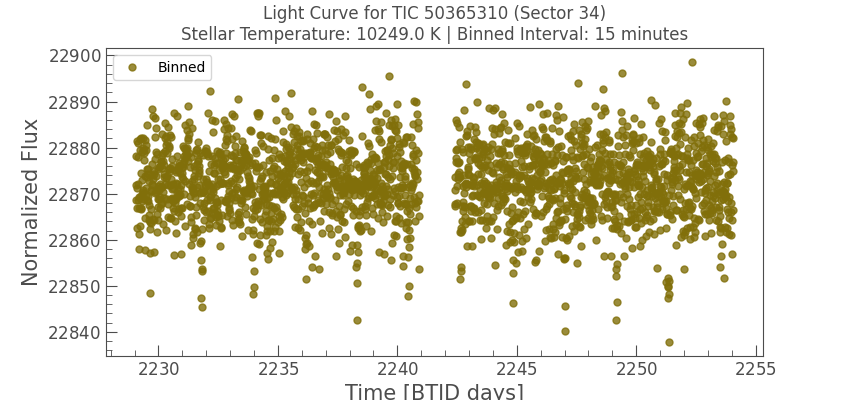 Light Curve for TIC 50365310 (Sector 34)
Stellar Temperature: 10249.0 K | Binned Interval: 15 minutes
Binned
22900
22890
22880
22870
22860
22850
22840
Normalized Flux
2230 2235 2240 2245 2250 2255
Time [BTJD days]